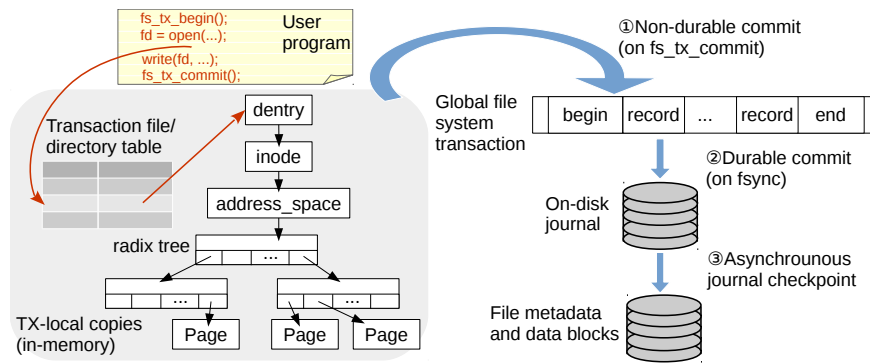 fs_tx_begin();
fd = open(...);
write(fd, ...);
fs_tx_commit();
User
program
Transaction file/
directory table
dentry
inode
address_space
radix tree
...
...
...
Page
Page
Page
TX-local copies
(in-memory)
①Non-durable commit
(on fs_tx_commit)
Global file
system
transaction
begin
record
...
record
end
②Durable commit
(on fsync)
On-disk
journal
③Asynchrounous
journal checkpoint
File metadata
and data blocks